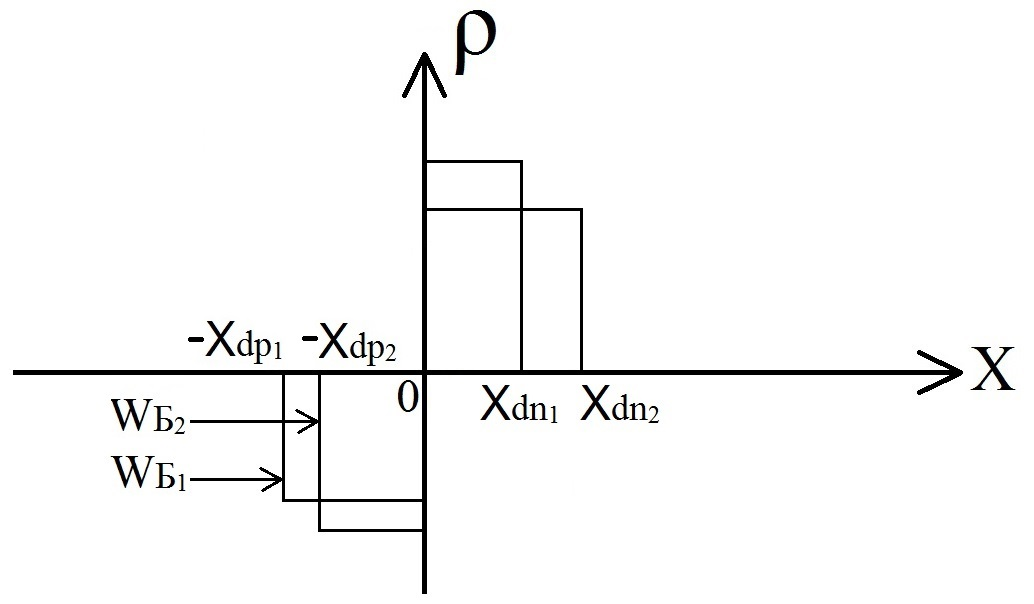 ρ
-Xdp₁ -Xdp₂
X
0
Xdn₁ Xdn₂
WБ₂
WБ₁